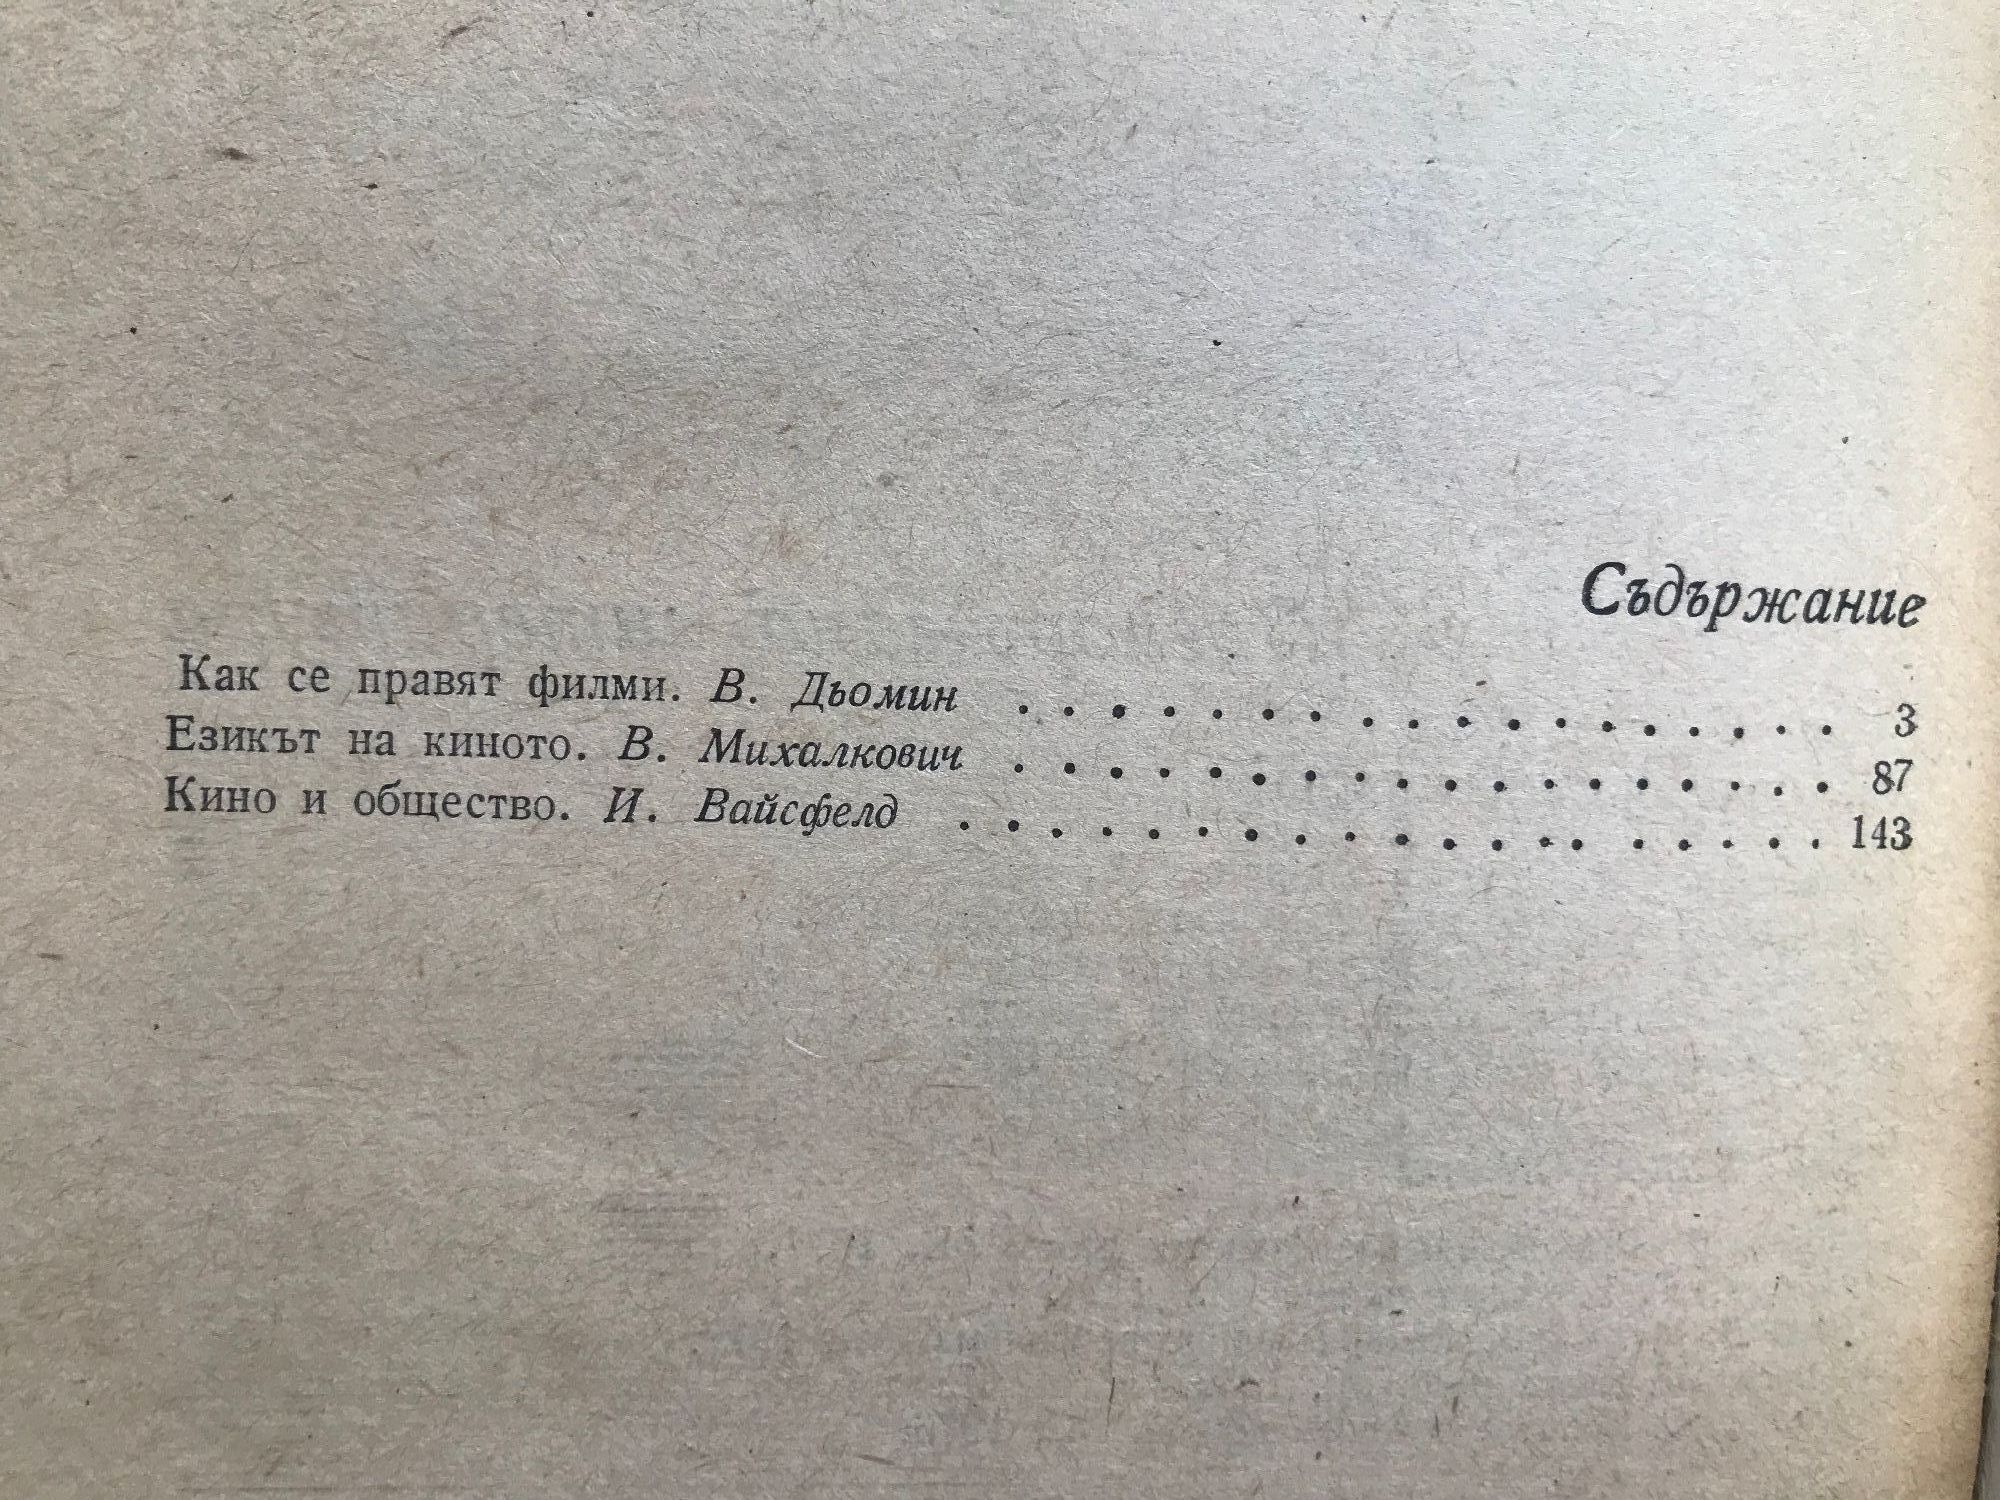 Съдържание
Как се правят филми. В. Дьомин . . . . . . . . . . . . . . . . . . 3
Езикът на киното. В. Михалкович . . . . . . . . . . . . . . . . . . 87
Кино и общество. И. Вайсфелд . . . . . . . . . . . . . . . . . . . 143